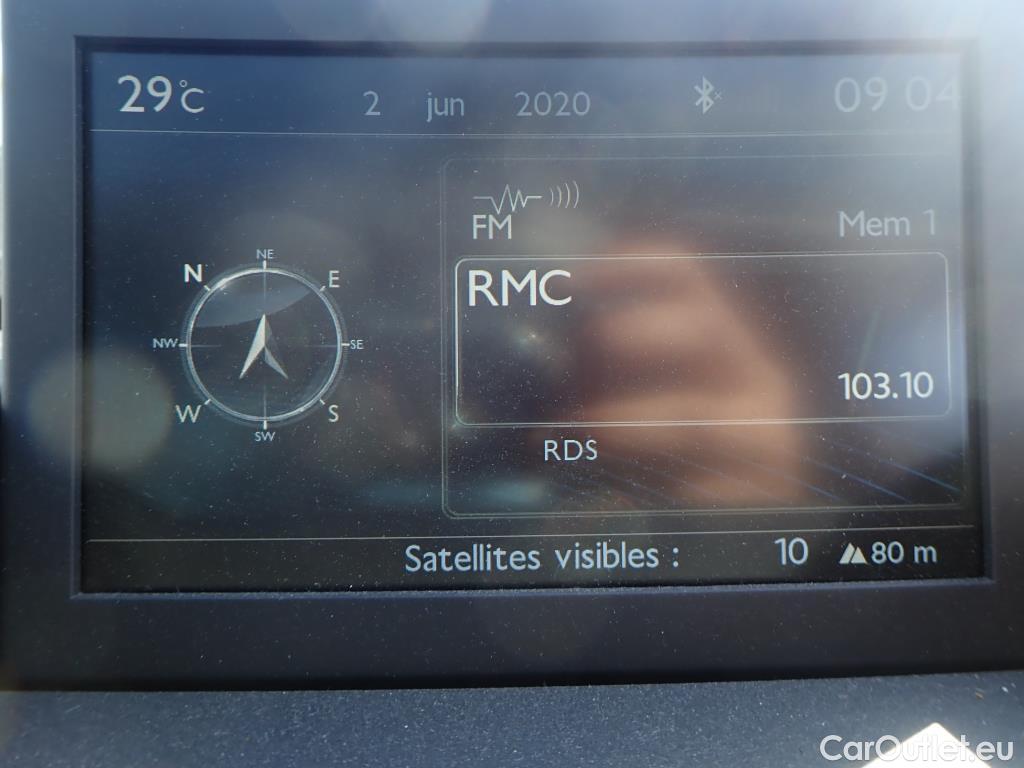 29°C 2 jun 2020 09 04
FM Mem 1
RMC
103.10
RDS
N NE E
NW SE
W SW S
Satellites visibles : 10 80 m
CarOutlet.eu